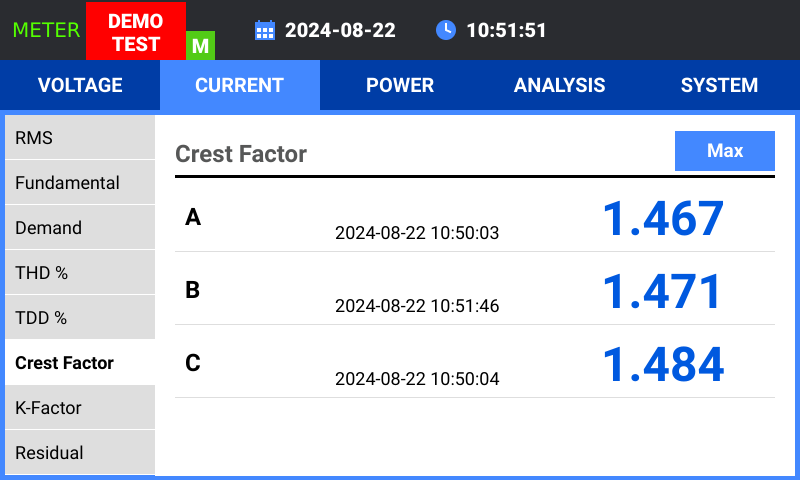 METER
DEMO
TEST
M
2024-08-22
10:51:51
VOLTAGE
CURRENT
POWER
ANALYSIS
SYSTEM
RMS
Fundamental
Demand
THD %
TDD %
Crest Factor
K-Factor
Residual
Crest Factor
Max
A 2024-08-22 10:50:03 1.467
B 2024-08-22 10:51:46 1.471
C 2024-08-22 10:50:04 1.484